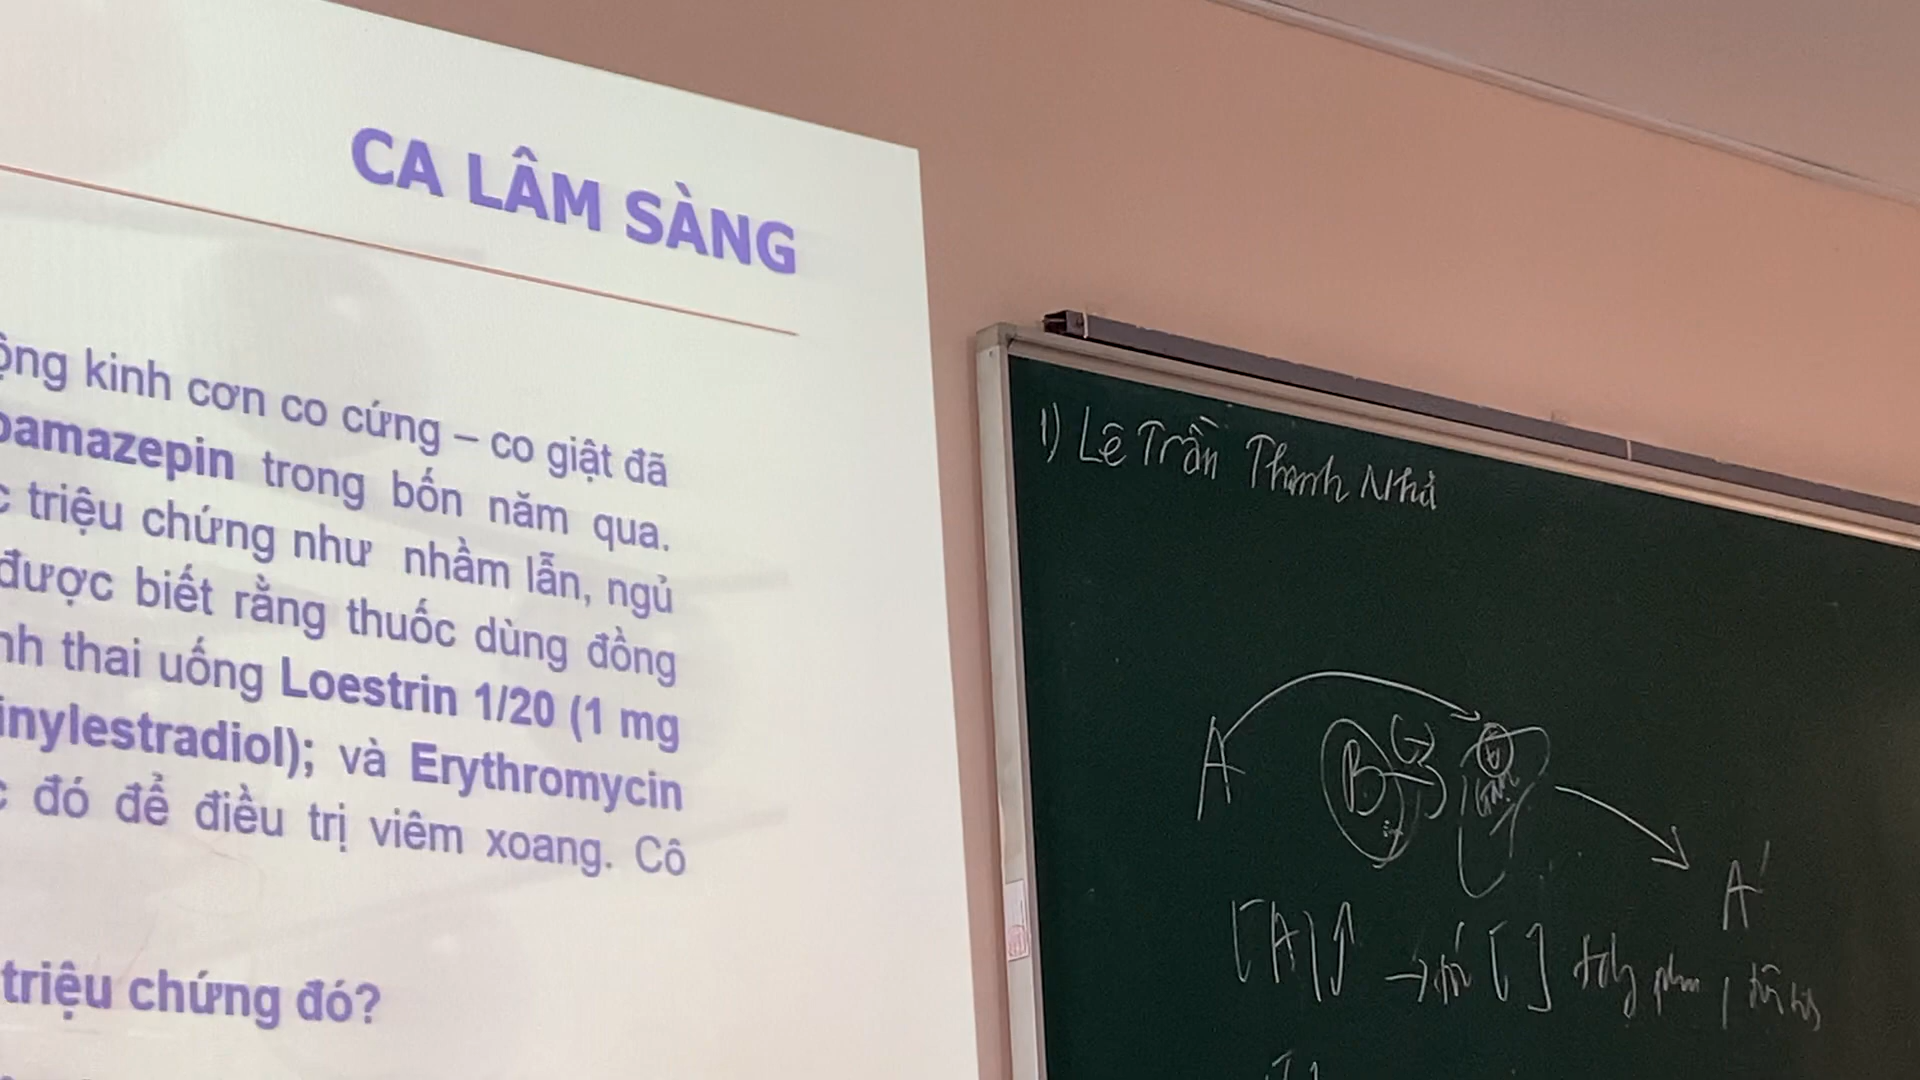 CA LÂM SÀNG
ộng kinh cơn co cứng – co giật đã
bamazepin trong bốn năm qua.
c triệu chứng như nhầm lẫn, ngủ
được biết rằng thuốc dùng đồng
nh thai uống Loestrin 1/20 (1 mg
inylestradiol); và Erythromycin
c đó để điều trị viêm xoang. Cô
triệu chứng đó?
1) Lê Trần Thanh Nhã
A
B
gan
A'
[A]↑ → [ ]